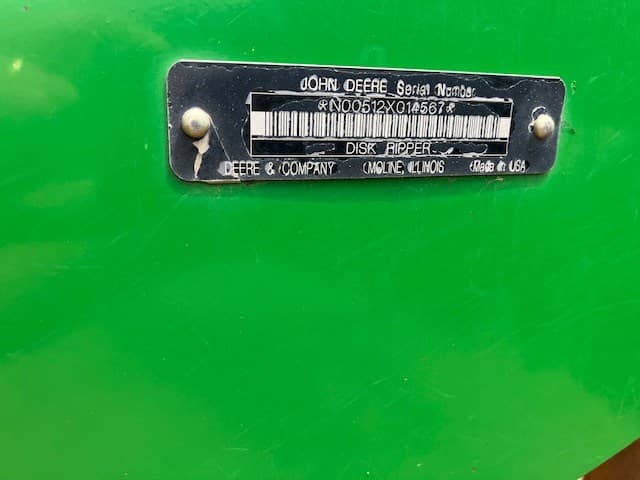 JOHN DEERE Serial Number
*N00512X014567*
DISK RIPPER
DEERE & COMPANY MOLINE, ILLINOIS Made in USA